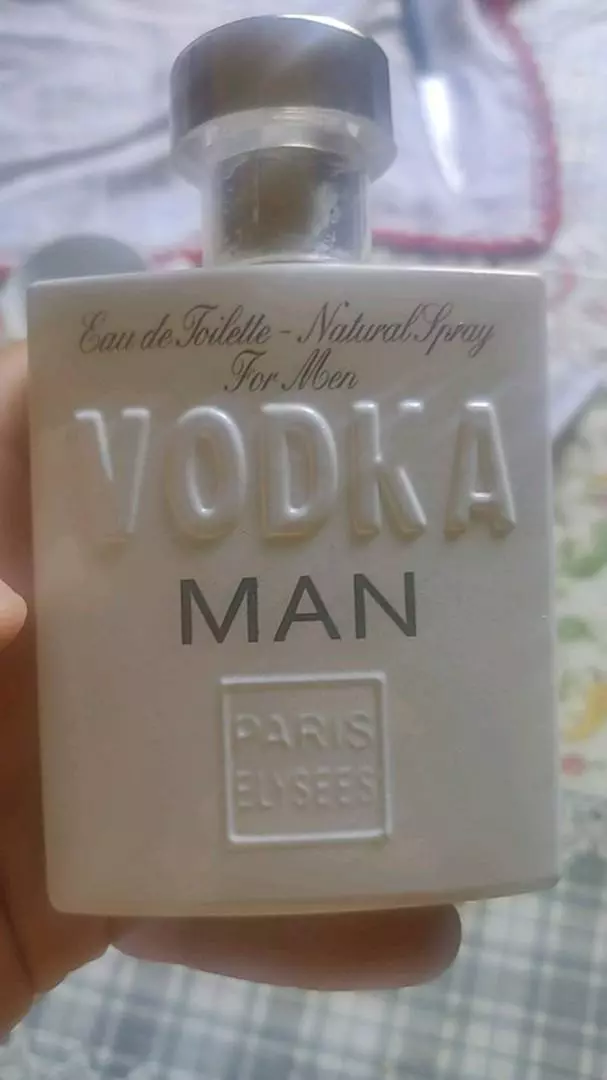 Eau de Toilette - Natural Spray
For Men
VODKA
MAN
PARIS
ELYSEES